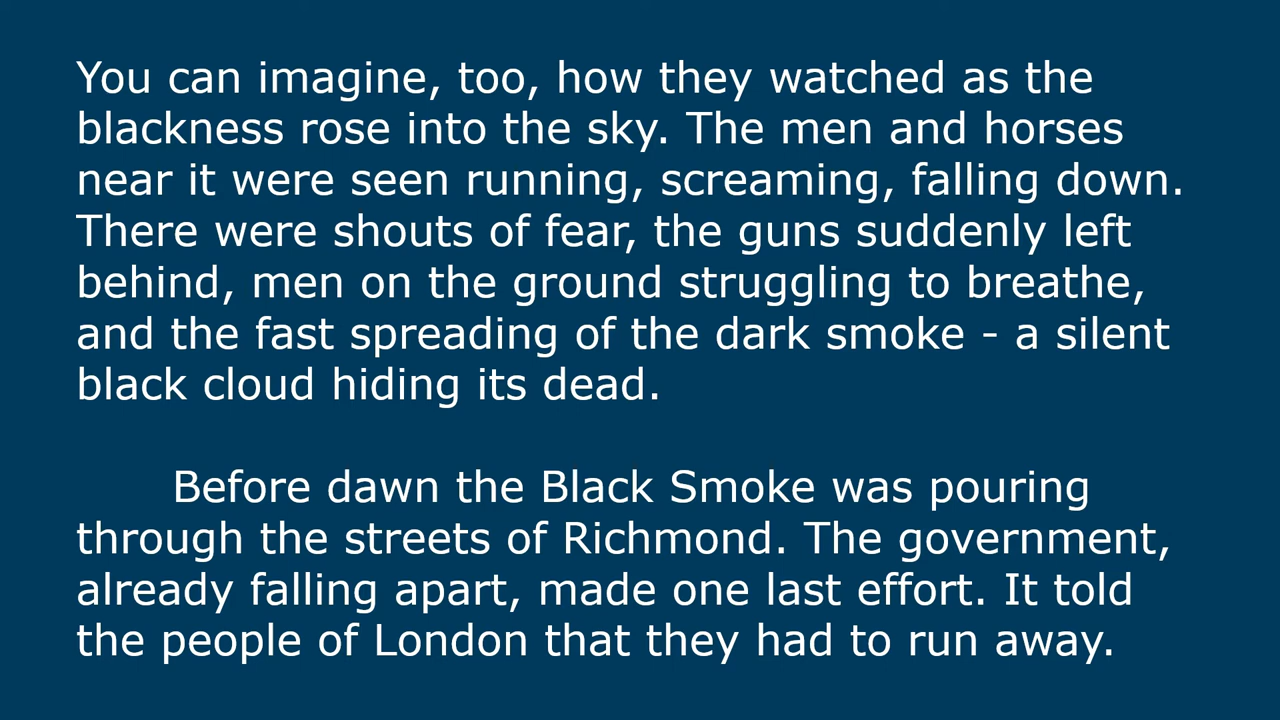 You can imagine, too, how they watched as the
blackness rose into the sky. The men and horses
near it were seen running, screaming, falling down.
There were shouts of fear, the guns suddenly left
behind, men on the ground struggling to breathe,
and the fast spreading of the dark smoke - a silent
black cloud hiding its dead.
Before dawn the Black Smoke was pouring
through the streets of Richmond. The government,
already falling apart, made one last effort. It told
the people of London that they had to run away.